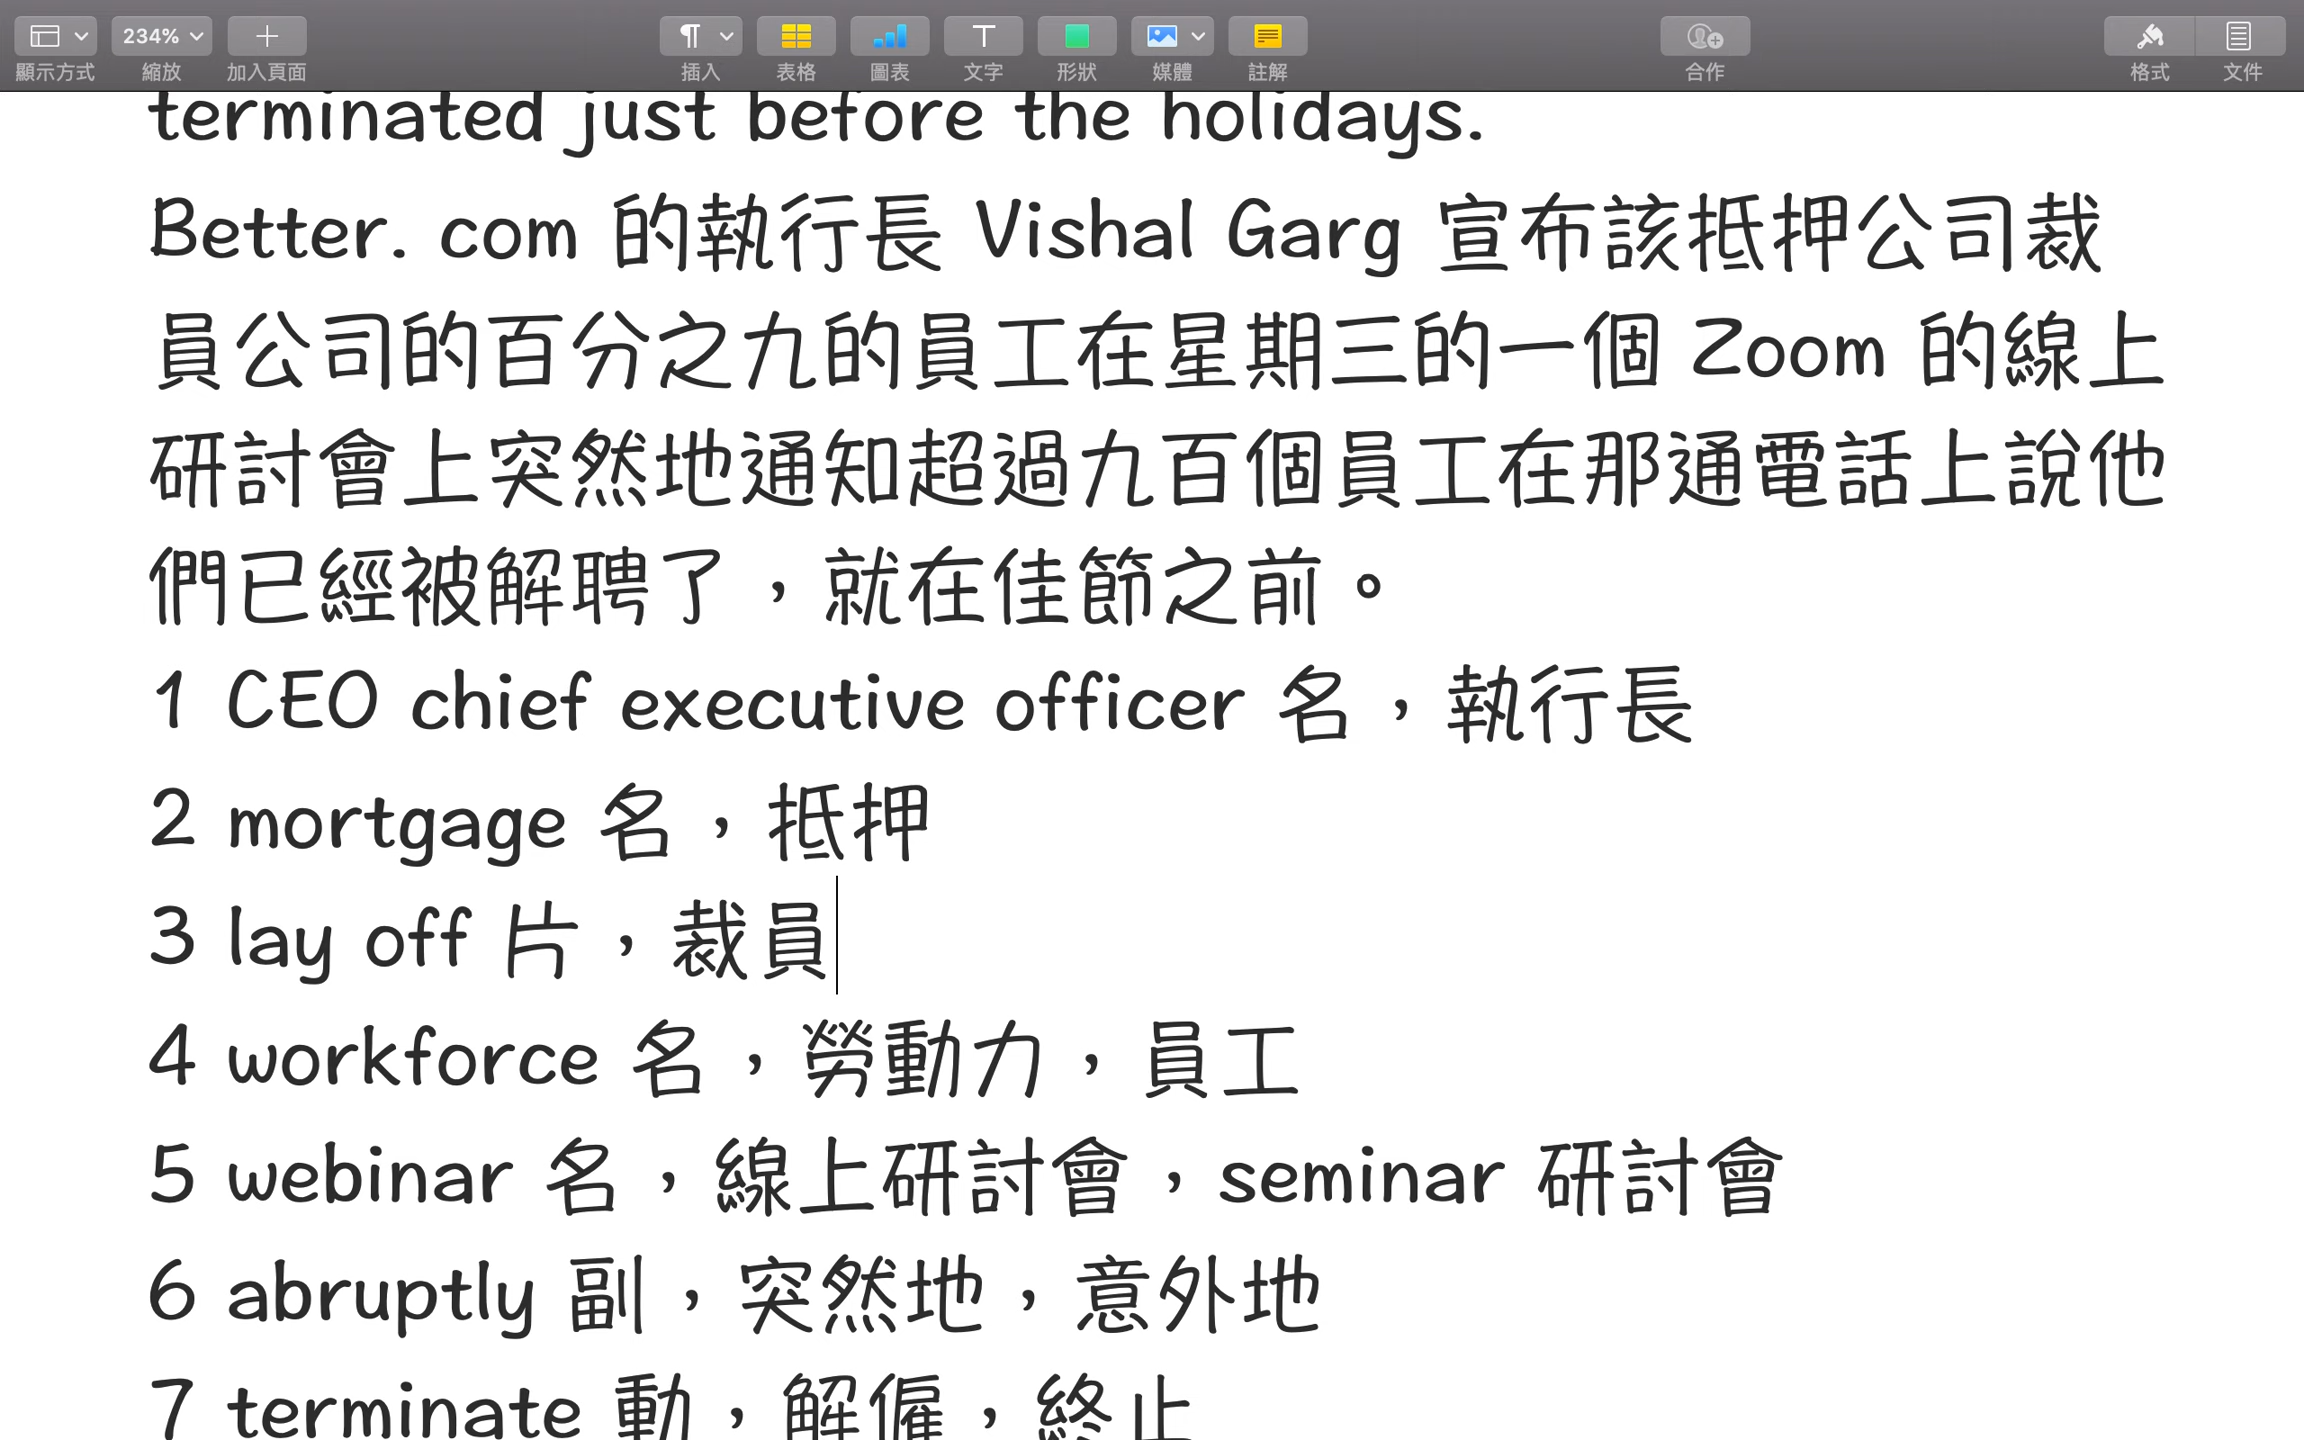 234%
顯示方式 縮放 加入頁面 插入 表格 圖表 文字 形狀 媒體 註解 合作 格式 文件
terminated just before the holidays.
Better. com 的執行長 Vishal Garg 宣布該抵押公司裁
員公司的百分之九的員工在星期三的一個 Zoom 的線上
研討會上突然地通知超過九百個員工在那通電話上說他
們已經被解聘了，就在佳節之前。
1 CEO chief executive officer 名，執行長
2 mortgage 名，抵押
3 lay off 片，裁員
4 workforce 名，勞動力，員工
5 webinar 名，線上研討會，seminar 研討會
6 abruptly 副，突然地，意外地
7 terminate 動，解僱，終止